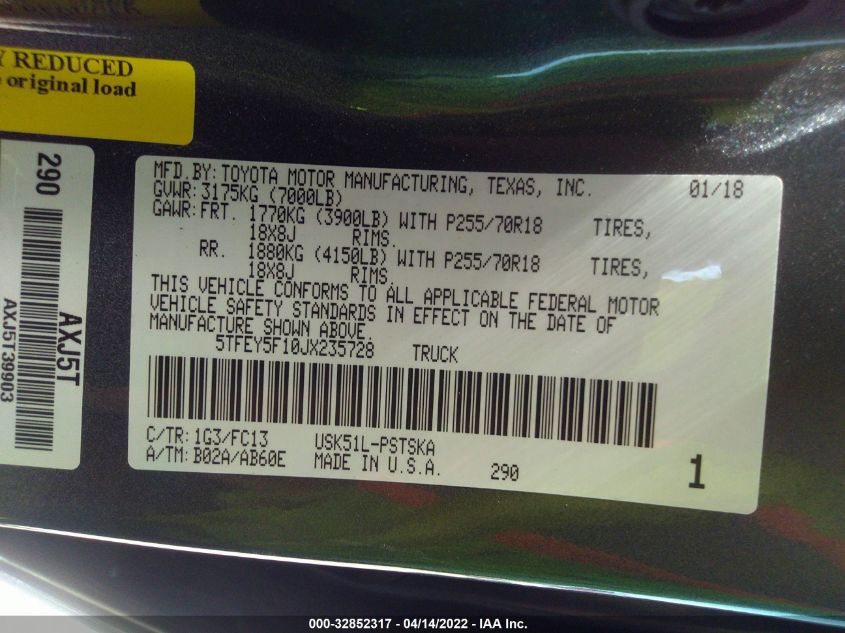 Y REDUCED
original load
290
AXJ5T
AXJ5T39903
MFD.BY: TOYOTA MOTOR MANUFACTURING, TEXAS, INC. 01/18
GVWR: 3175KG (7000LB)
GAWR: FRT. 1770KG (3900LB) WITH P255/70R18 TIRES,
18X8J RIMS.
RR. 1880KG (4150LB) WITH P255/70R18 TIRES,
18X8J RIMS.
THIS VEHICLE CONFORMS TO ALL APPLICABLE FEDERAL MOTOR
VEHICLE SAFETY STANDARDS IN EFFECT ON THE DATE OF
MANUFACTURE SHOWN ABOVE.
5TFEY5F10JX235728 TRUCK
C/TR: 1G3/FC13 USK51L-PSTSKA
A/TM: B02A/AB60E MADE IN U.S.A. 290 1
000-32852317 - 04/14/2022 - IAA Inc.